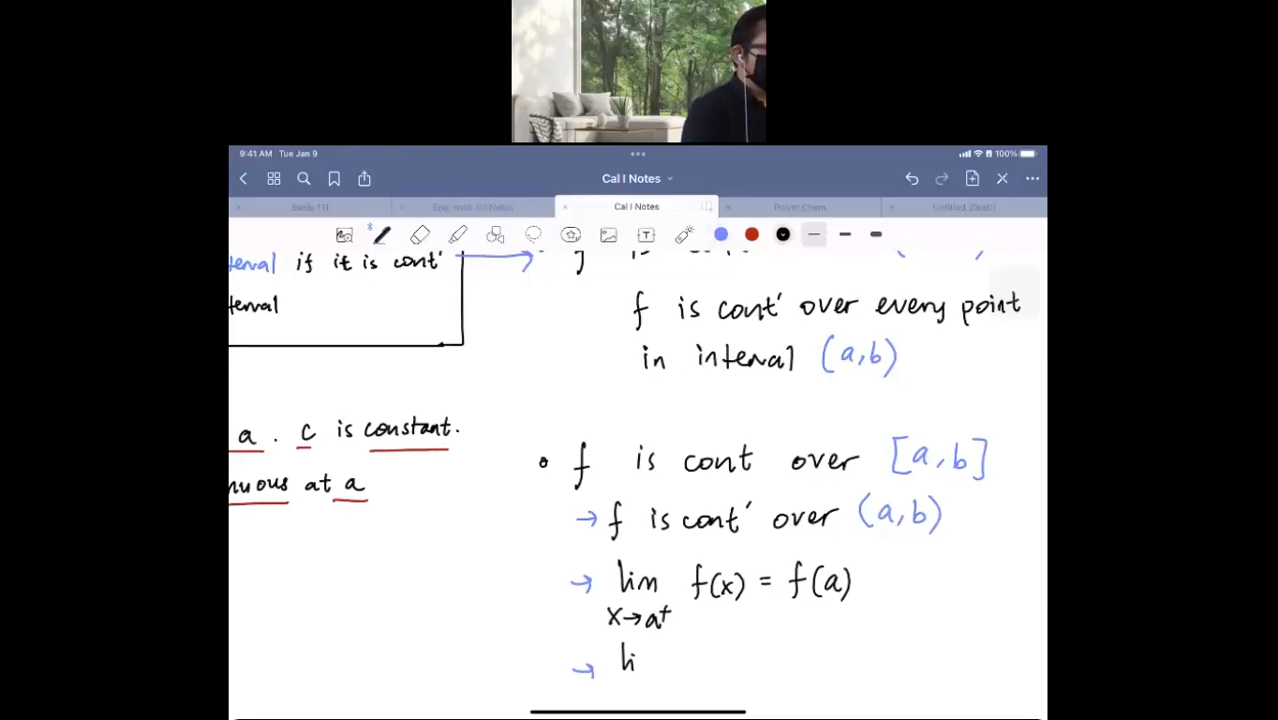 9:41 AM Tue Jan 9
100%
Cal I Notes
Cal I Notes
terval if it is cont'
terval
f is cont' over every point
in interval (a,b)
a . c is constant.
nuous at a
• f is cont over [a,b]
→ f is cont' over (a,b)
→ lim f(x) = f(a)
x→a⁺
→ li